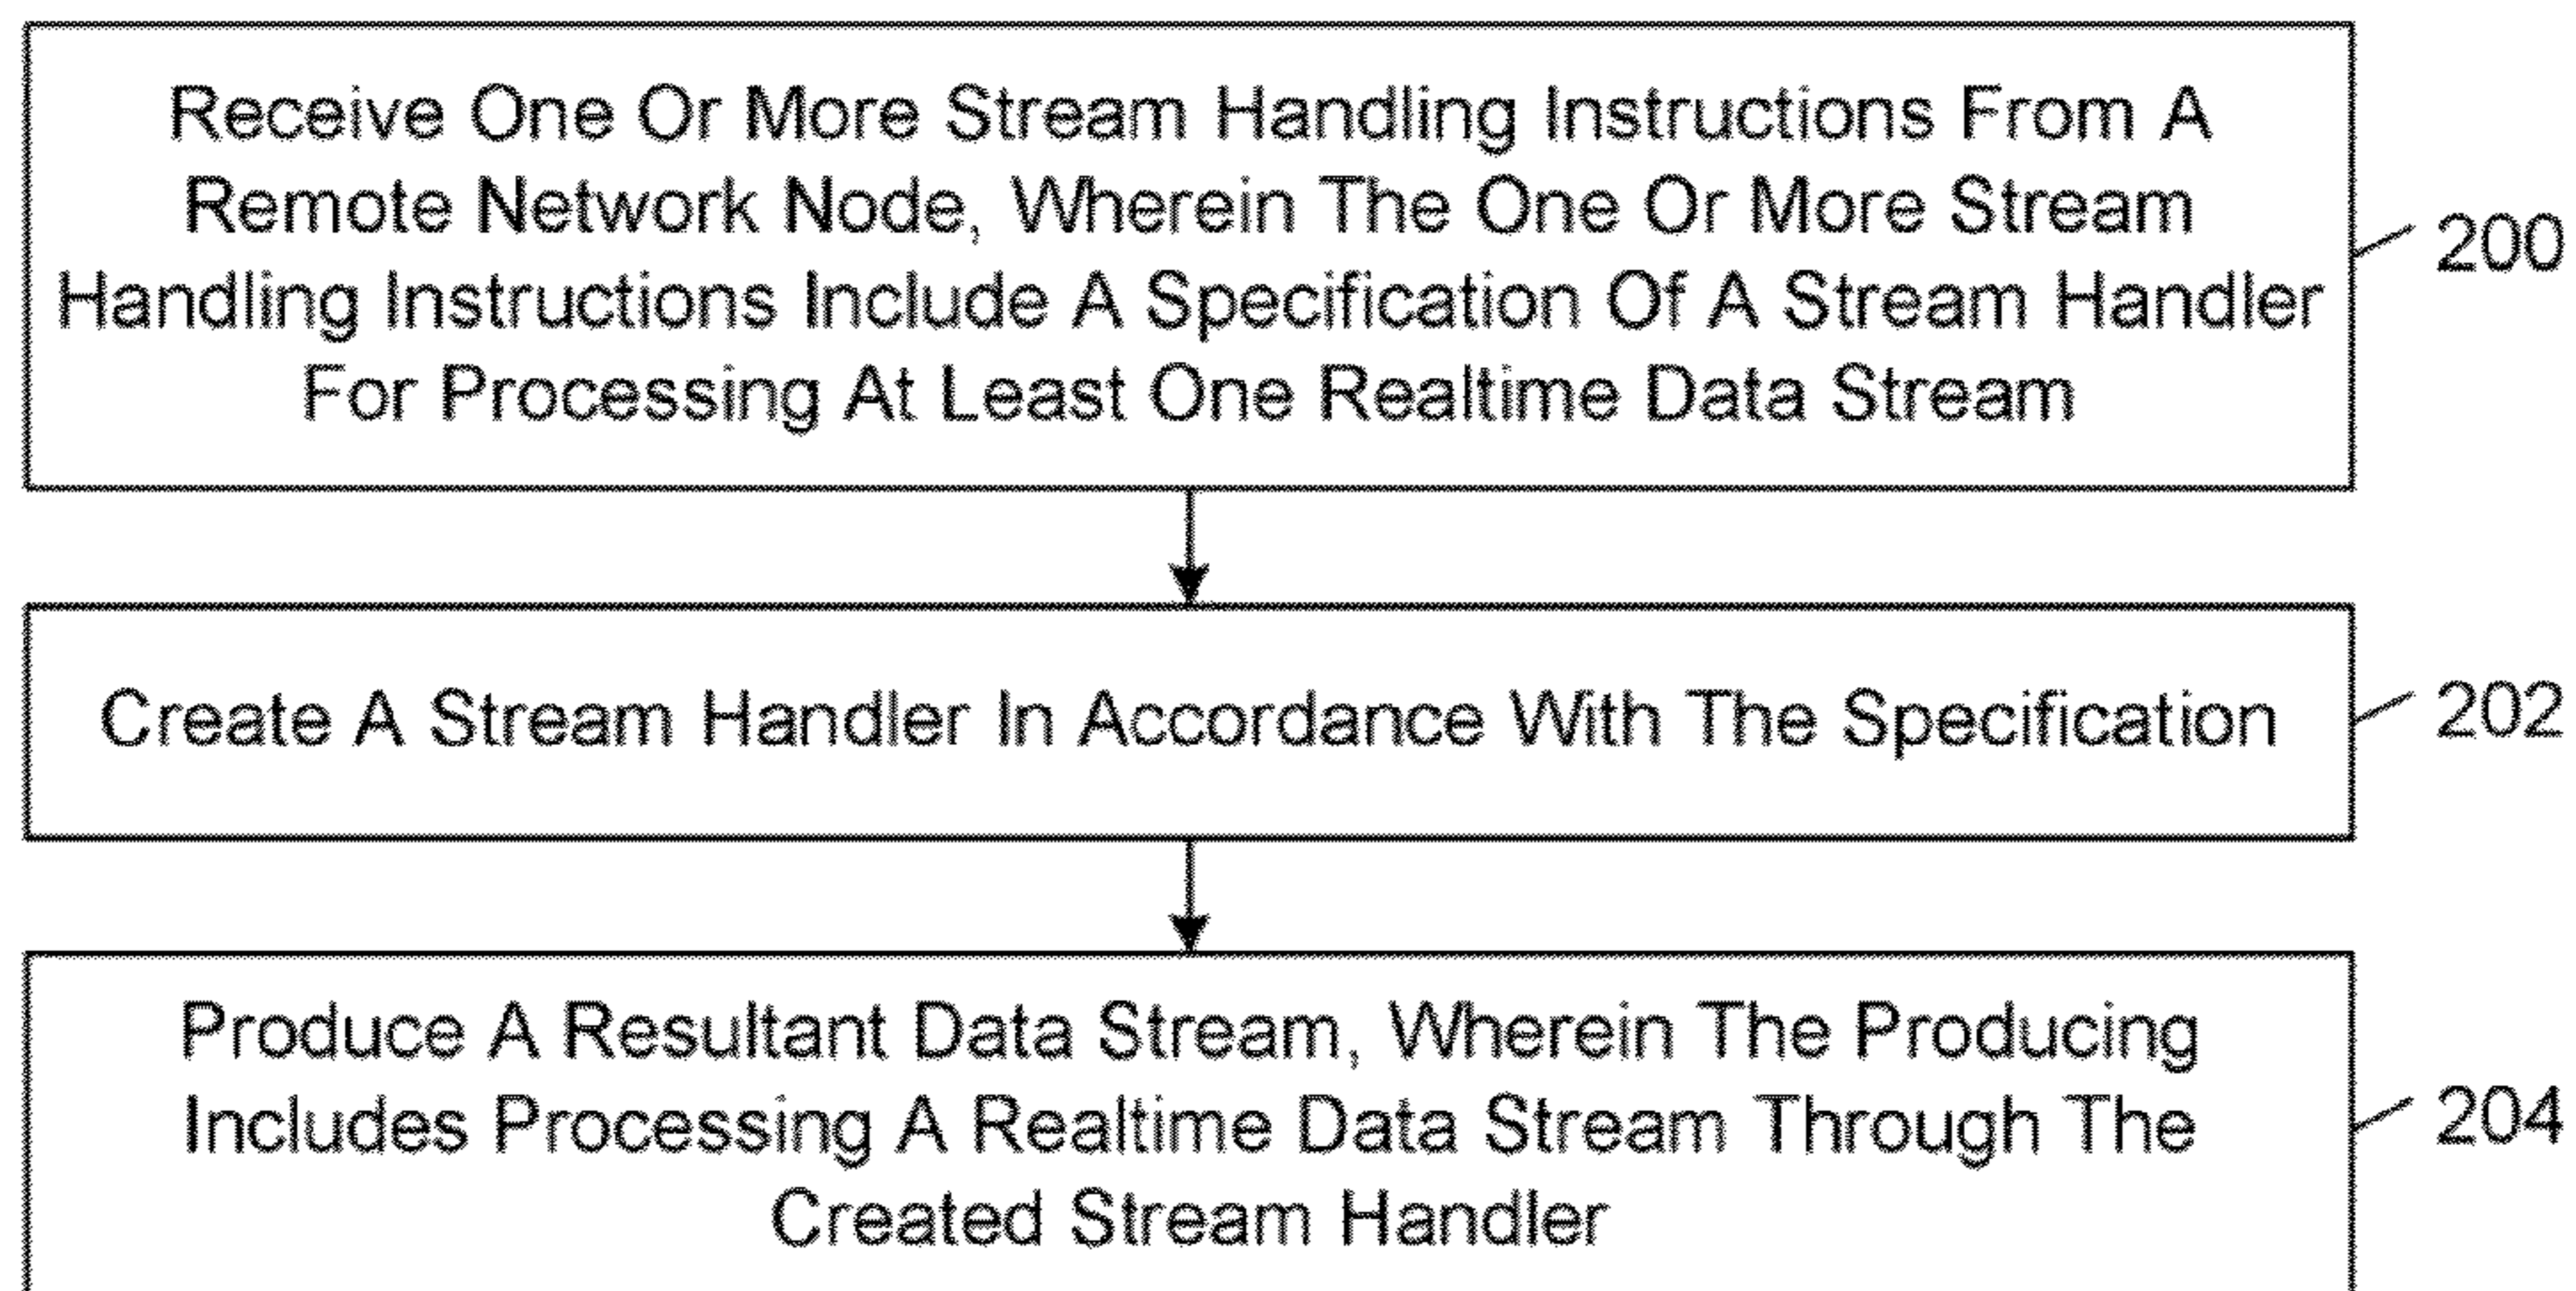 Receive One Or More Stream Handling Instructions From A
Remote Network Node, Wherein The One Or More Stream
Handling Instructions Include A Specification Of A Stream Handler
For Processing At Least One Realtime Data Stream
200
Create A Stream Handler In Accordance With The Specification
202
Produce A Resultant Data Stream, Wherein The Producing
Includes Processing A Realtime Data Stream Through The
Created Stream Handler
204